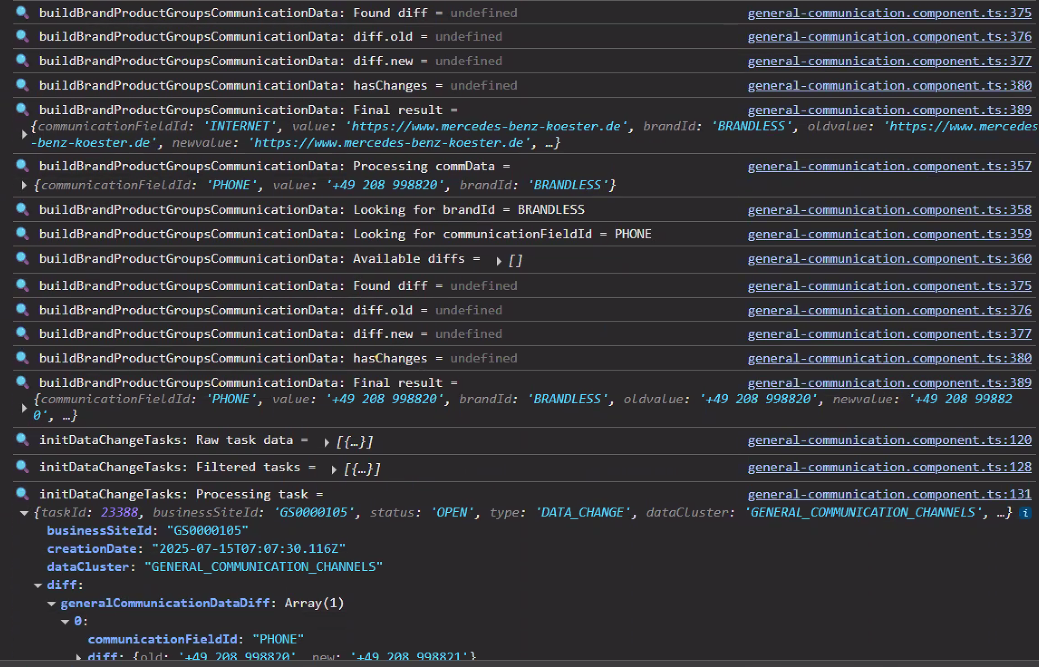 buildBrandProductGroupsCommunicationData: Found diff = undefined general-communication.component.ts:375
buildBrandProductGroupsCommunicationData: diff.old = undefined general-communication.component.ts:376
buildBrandProductGroupsCommunicationData: diff.new = undefined general-communication.component.ts:377
buildBrandProductGroupsCommunicationData: hasChanges = undefined general-communication.component.ts:380
buildBrandProductGroupsCommunicationData: Final result = general-communication.component.ts:389
{communicationFieldId: 'INTERNET', value: 'https://www.mercedes-benz-koester.de', brandId: 'BRANDLESS', oldvalue: 'https://www.mercedes
-benz-koester.de', newvalue: 'https://www.mercedes-benz-koester.de', …}
buildBrandProductGroupsCommunicationData: Processing commData = general-communication.component.ts:357
{communicationFieldId: 'PHONE', value: '+49 208 998820', brandId: 'BRANDLESS'}
buildBrandProductGroupsCommunicationData: Looking for brandId = BRANDLESS general-communication.component.ts:358
buildBrandProductGroupsCommunicationData: Looking for communicationFieldId = PHONE general-communication.component.ts:359
buildBrandProductGroupsCommunicationData: Available diffs = [] general-communication.component.ts:360
buildBrandProductGroupsCommunicationData: Found diff = undefined general-communication.component.ts:375
buildBrandProductGroupsCommunicationData: diff.old = undefined general-communication.component.ts:376
buildBrandProductGroupsCommunicationData: diff.new = undefined general-communication.component.ts:377
buildBrandProductGroupsCommunicationData: hasChanges = undefined general-communication.component.ts:380
buildBrandProductGroupsCommunicationData: Final result = general-communication.component.ts:389
{communicationFieldId: 'PHONE', value: '+49 208 998820', brandId: 'BRANDLESS', oldvalue: '+49 208 998820', newvalue: '+49 208 99882
0', …}
initDataChangeTasks: Raw task data = [{…}] general-communication.component.ts:120
initDataChangeTasks: Filtered tasks = [{…}] general-communication.component.ts:128
initDataChangeTasks: Processing task = general-communication.component.ts:131
{taskId: 23388, businessSiteId: 'GS0000105', status: 'OPEN', type: 'DATA_CHANGE', dataCluster: 'GENERAL_COMMUNICATION_CHANNELS', …} i
businessSiteId: "GS0000105"
creationDate: "2025-07-15T07:07:30.116Z"
dataCluster: "GENERAL_COMMUNICATION_CHANNELS"
diff:
generalCommunicationDataDiff: Array(1)
0:
communicationFieldId: "PHONE"
diff: {old: '+49 208 998820', new: '+49 208 998821'}